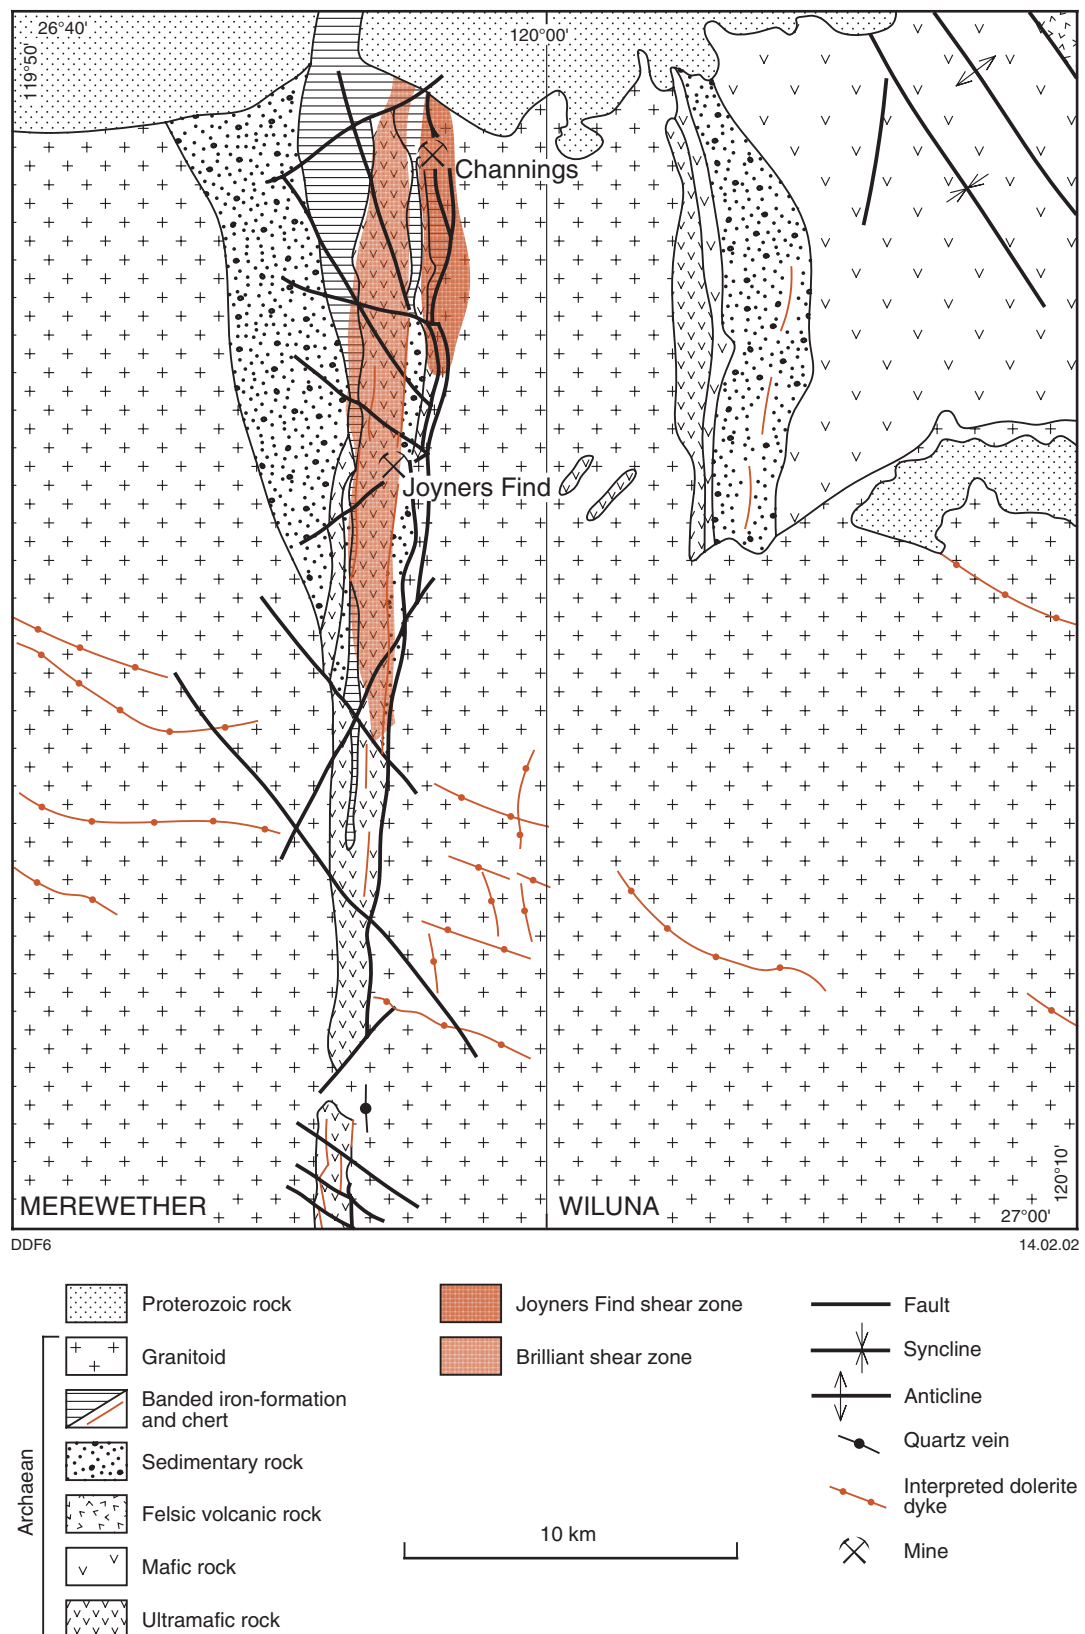 26°40'
119°50'
120°00'
Channings
Joyners Find
MEREWETHER
WILUNA
120°10'
27°00'
DDF6
14.02.02
Proterozoic rock
Granitoid
Banded iron-formation
and chert
Sedimentary rock
Felsic volcanic rock
Mafic rock
Ultramafic rock
Archaean
Joyners Find shear zone
Brilliant shear zone
10 km
Fault
Syncline
Anticline
Quartz vein
Interpreted dolerite
dyke
Mine